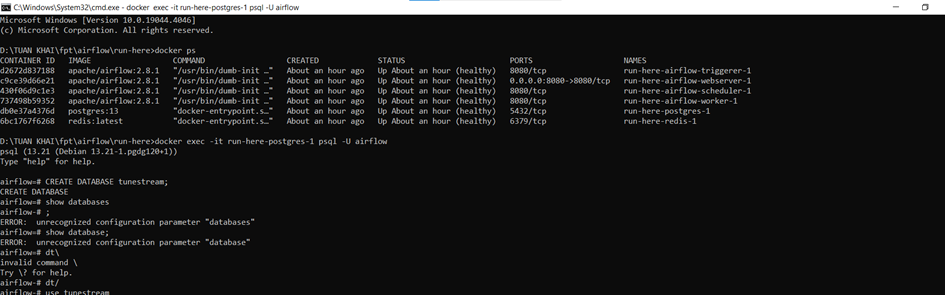 C:\Windows\System32\cmd.exe - docker exec -it run-here-postgres-1 psql -U airflow
Microsoft Windows [Version 10.0.19044.4046]
(c) Microsoft Corporation. All rights reserved.
D:\TUAN KHAI\fpt\airflow\run-here>docker ps
CONTAINER ID IMAGE COMMAND CREATED STATUS PORTS NAMES
d2672d837188 apache/airflow:2.8.1 "/usr/bin/dumb-init …" About an hour ago Up About an hour (healthy) 8080/tcp run-here-airflow-triggerer-1
c9ce39d66e21 apache/airflow:2.8.1 "/usr/bin/dumb-init …" About an hour ago Up About an hour (healthy) 0.0.0.0:8080->8080/tcp run-here-airflow-webserver-1
430f06d9c1e3 apache/airflow:2.8.1 "/usr/bin/dumb-init …" About an hour ago Up About an hour (healthy) 8080/tcp run-here-airflow-scheduler-1
737498b59352 apache/airflow:2.8.1 "/usr/bin/dumb-init …" About an hour ago Up About an hour (healthy) 8080/tcp run-here-airflow-worker-1
db0e37a4376d postgres:13 "docker-entrypoint.s…" About an hour ago Up About an hour (healthy) 5432/tcp run-here-postgres-1
6bc1767f6268 redis:latest "docker-entrypoint.s…" About an hour ago Up About an hour (healthy) 6379/tcp run-here-redis-1
D:\TUAN KHAI\fpt\airflow\run-here>docker exec -it run-here-postgres-1 psql -U airflow
psql (13.21 (Debian 13.21-1.pgdg120+1))
Type "help" for help.
airflow=# CREATE DATABASE tunestream;
CREATE DATABASE
airflow=# show databases
airflow-# ;
ERROR: unrecognized configuration parameter "databases"
airflow=# show database;
ERROR: unrecognized configuration parameter "database"
airflow=# dt\
invalid command \
Try \? for help.
airflow-# dt/
airflow-# use tunestream